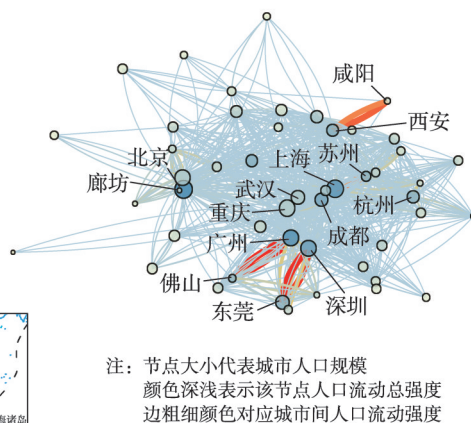 咸阳
西安
苏州
上海
北京
廊坊
武汉
杭州
重庆
成都
广州
佛山
东莞
深圳
注：节点大小代表城市人口规模
颜色深浅表示该节点人口流动总强度
边粗细颜色对应城市间人口流动强度
海诸岛